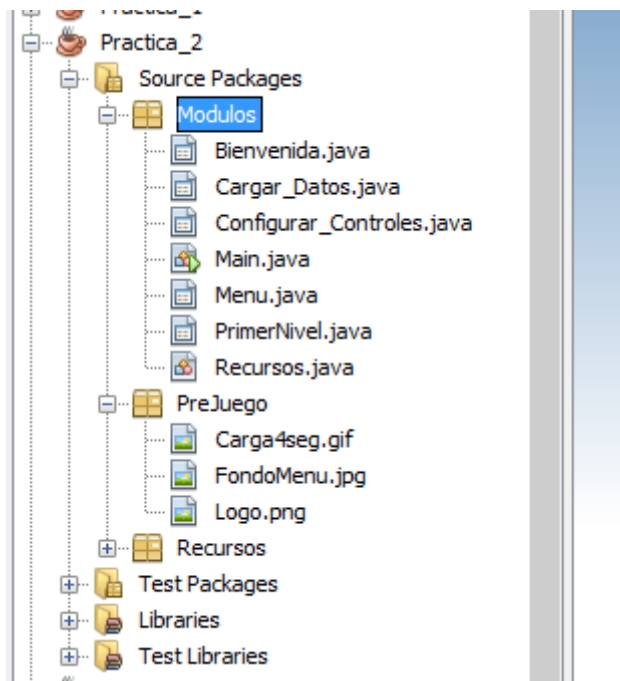 Practica_1
Practica_2
Source Packages
Modulos
Bienvenida.java
Cargar_Datos.java
Configurar_Controles.java
Main.java
Menu.java
PrimerNivel.java
Recursos.java
PreJuego
Carga4seg.gif
FondoMenu.jpg
Logo.png
Recursos
Test Packages
Libraries
Test Libraries